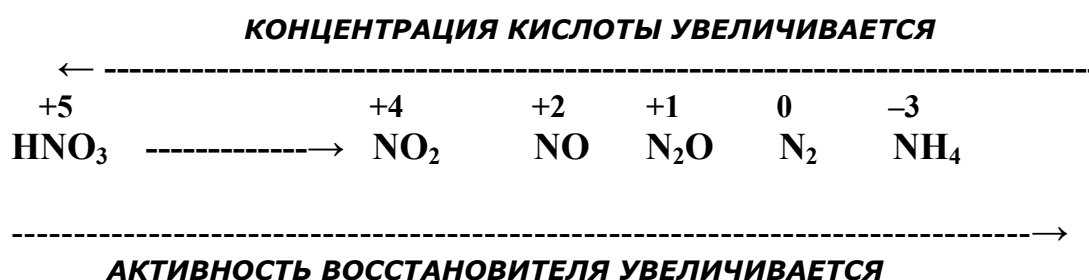 КОНЦЕНТРАЦИЯ КИСЛОТЫ УВЕЛИЧИВАЕТСЯ
← --------------------------------------------------------------------------------
+5 +4 +2 +1 0 –3
HNO₃ -------------→ NO₂ NO N₂O N₂ NH₄
-----------------------------------------------------------------------------------→
АКТИВНОСТЬ ВОССТАНОВИТЕЛЯ УВЕЛИЧИВАЕТСЯ